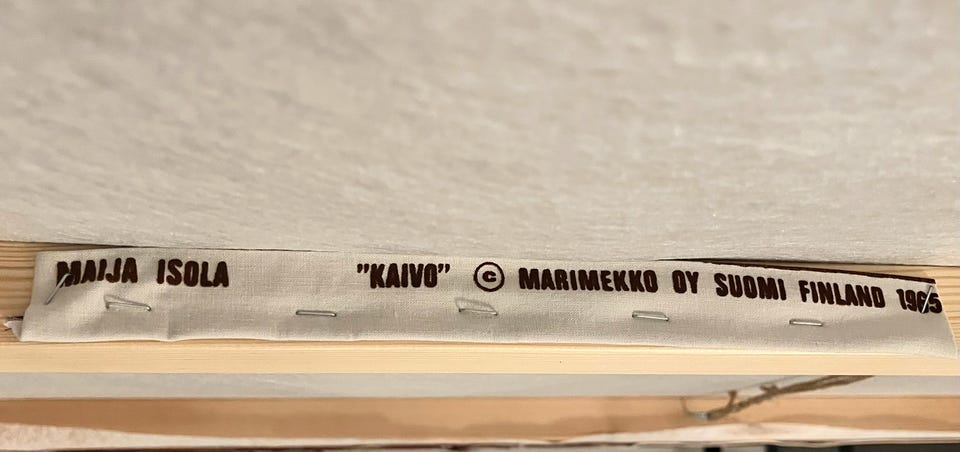 MAIJA ISOLA "KAIVO" © MARIMEKKO OY SUOMI FINLAND 1965